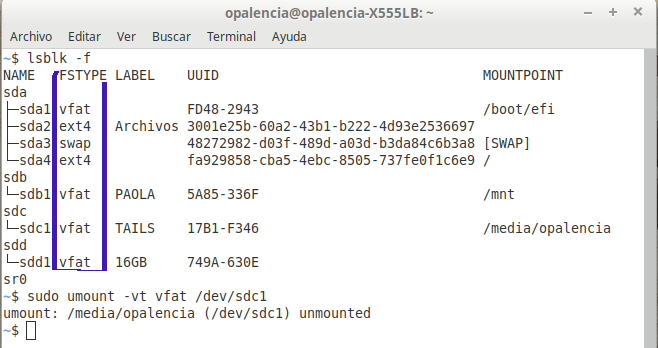 opalencia@opalencia-X555LB: ~
Archivo Editar Ver Buscar Terminal Ayuda
~$ lsblk -f
NAME FSTYPE LABEL UUID MOUNTPOINT
sda
├─sda1 vfat FD48-2943 /boot/efi
├─sda2 ext4 Archivos 3001e25b-60a2-43b1-b222-4d93e2536697
├─sda3 swap 48272982-d03f-489d-a03d-b3da84c6b3a8 [SWAP]
└─sda4 ext4 fa929858-cba5-4ebc-8505-737fe0f1c6e9 /
sdb
└─sdb1 vfat PAOLA 5A85-336F /mnt
sdc
└─sdc1 vfat TAILS 17B1-F346 /media/opalencia
sdd
└─sdd1 vfat 16GB 749A-630E
sr0
~$ sudo umount -vt vfat /dev/sdc1
umount: /media/opalencia (/dev/sdc1) unmounted
~$